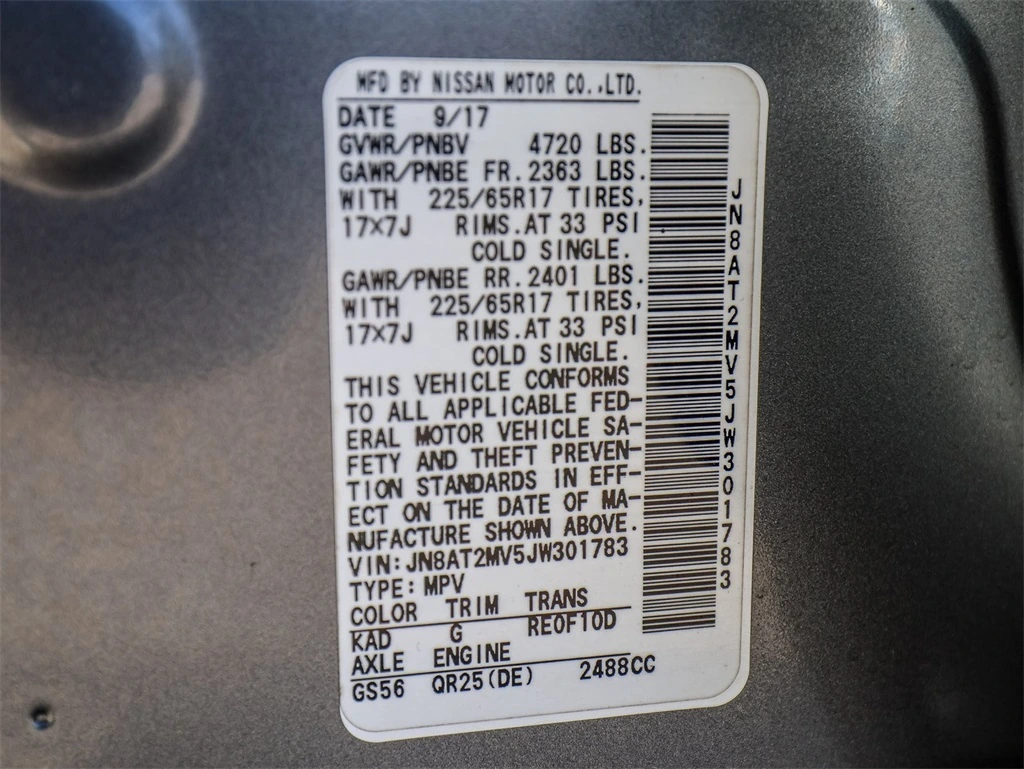 MFD BY NISSAN MOTOR CO.,LTD.
DATE 9/17
GVWR/PNBV 4720 LBS.
GAWR/PNBE FR. 2363 LBS.
WITH 225/65R17 TIRES,
17×7J RIMS.AT 33 PSI
COLD SINGLE.
GAWR/PNBE RR. 2401 LBS.
WITH 225/65R17 TIRES,
17×7J RIMS.AT 33 PSI
COLD SINGLE.
THIS VEHICLE CONFORMS
TO ALL APPLICABLE FED-
ERAL MOTOR VEHICLE SA-
FETY AND THEFT PREVEN-
TION STANDARDS IN EFF-
ECT ON THE DATE OF MA-
NUFACTURE SHOWN ABOVE.
VIN:JN8AT2MV5JW301783
TYPE:MPV
COLOR TRIM TRANS
KAD G RE0F10D
AXLE ENGINE
GS56 QR25(DE) 2488CC
JN8AT2MV5JW301783